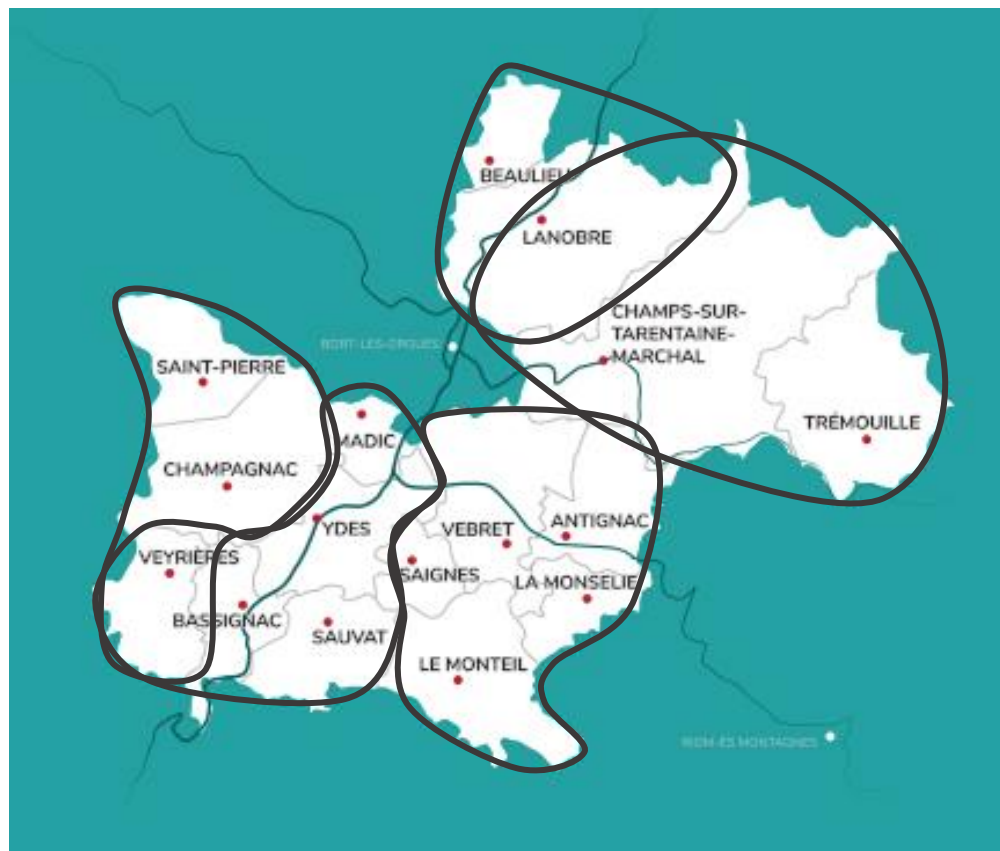 BEAULIEU
LANOBRE
CHAMPS-SUR-
TARENTAINE-
MARCHAL
BORT-LES-ORGUES
SAINT-PIERRE
TRÉMOUILLE
MADIC
CHAMPAGNAC
YDES
VEBRET
ANTIGNAC
VEYRIÈRES
SAIGNES
LA MONSELIE
BASSIGNAC
SAUVAT
LE MONTEIL
RIOM-ÈS MONTAGNES